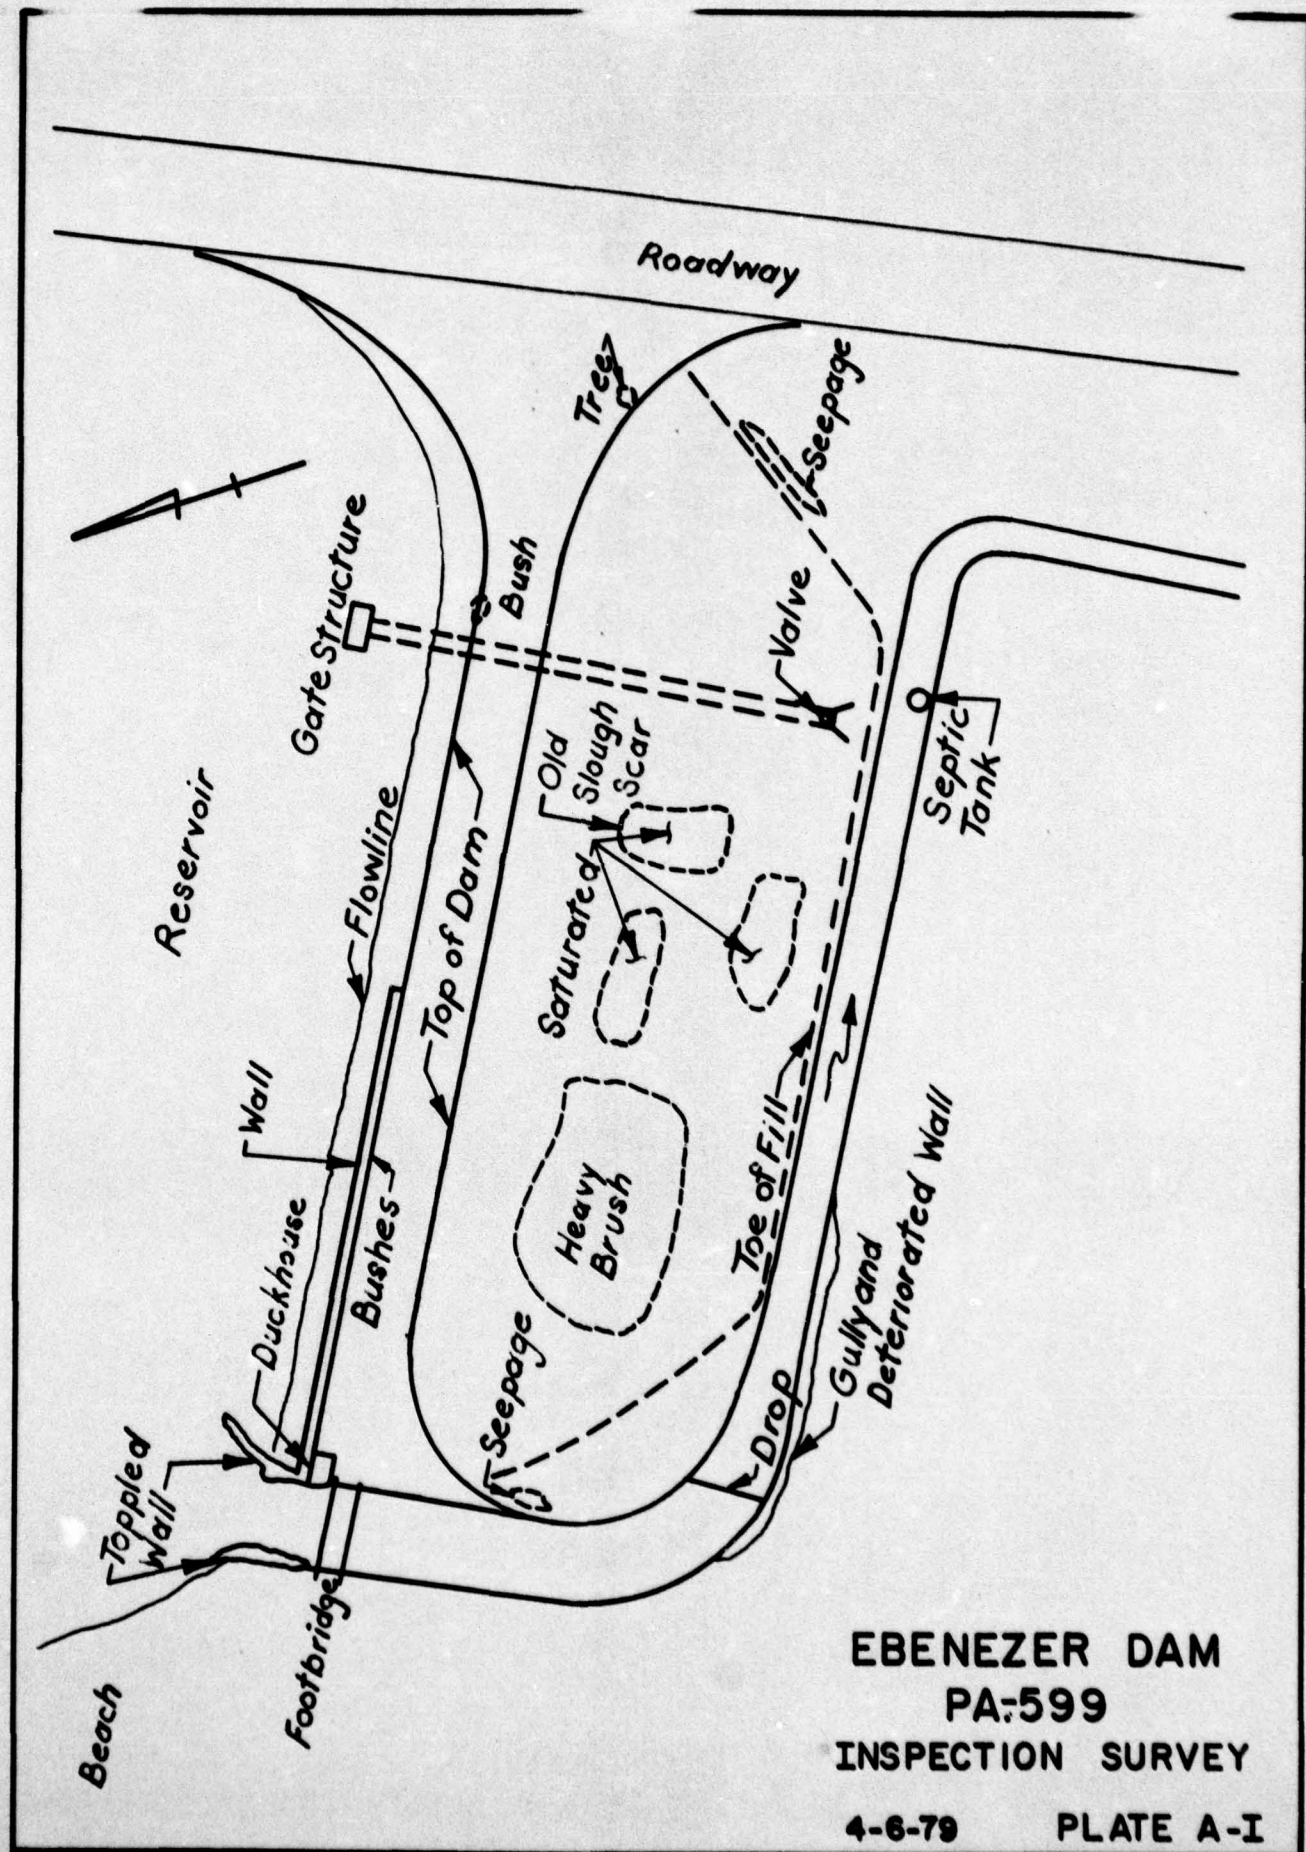 Roadway
Tree
Seepage
Gate Structure
Bush
Valve
Reservoir
Old
Slough
Scar
Septic
Tank
Flowline
Top of Dam
Saturated
Wall
Heavy
Brush
Toe of Fill
Duckhouse
Bushes
Gully and
Deteriorated Wall
Seepage
Drop
Toppled
Wall
Footbridge
Beach
EBENEZER DAM
PA-599
INSPECTION SURVEY
4-6-79 PLATE A-I